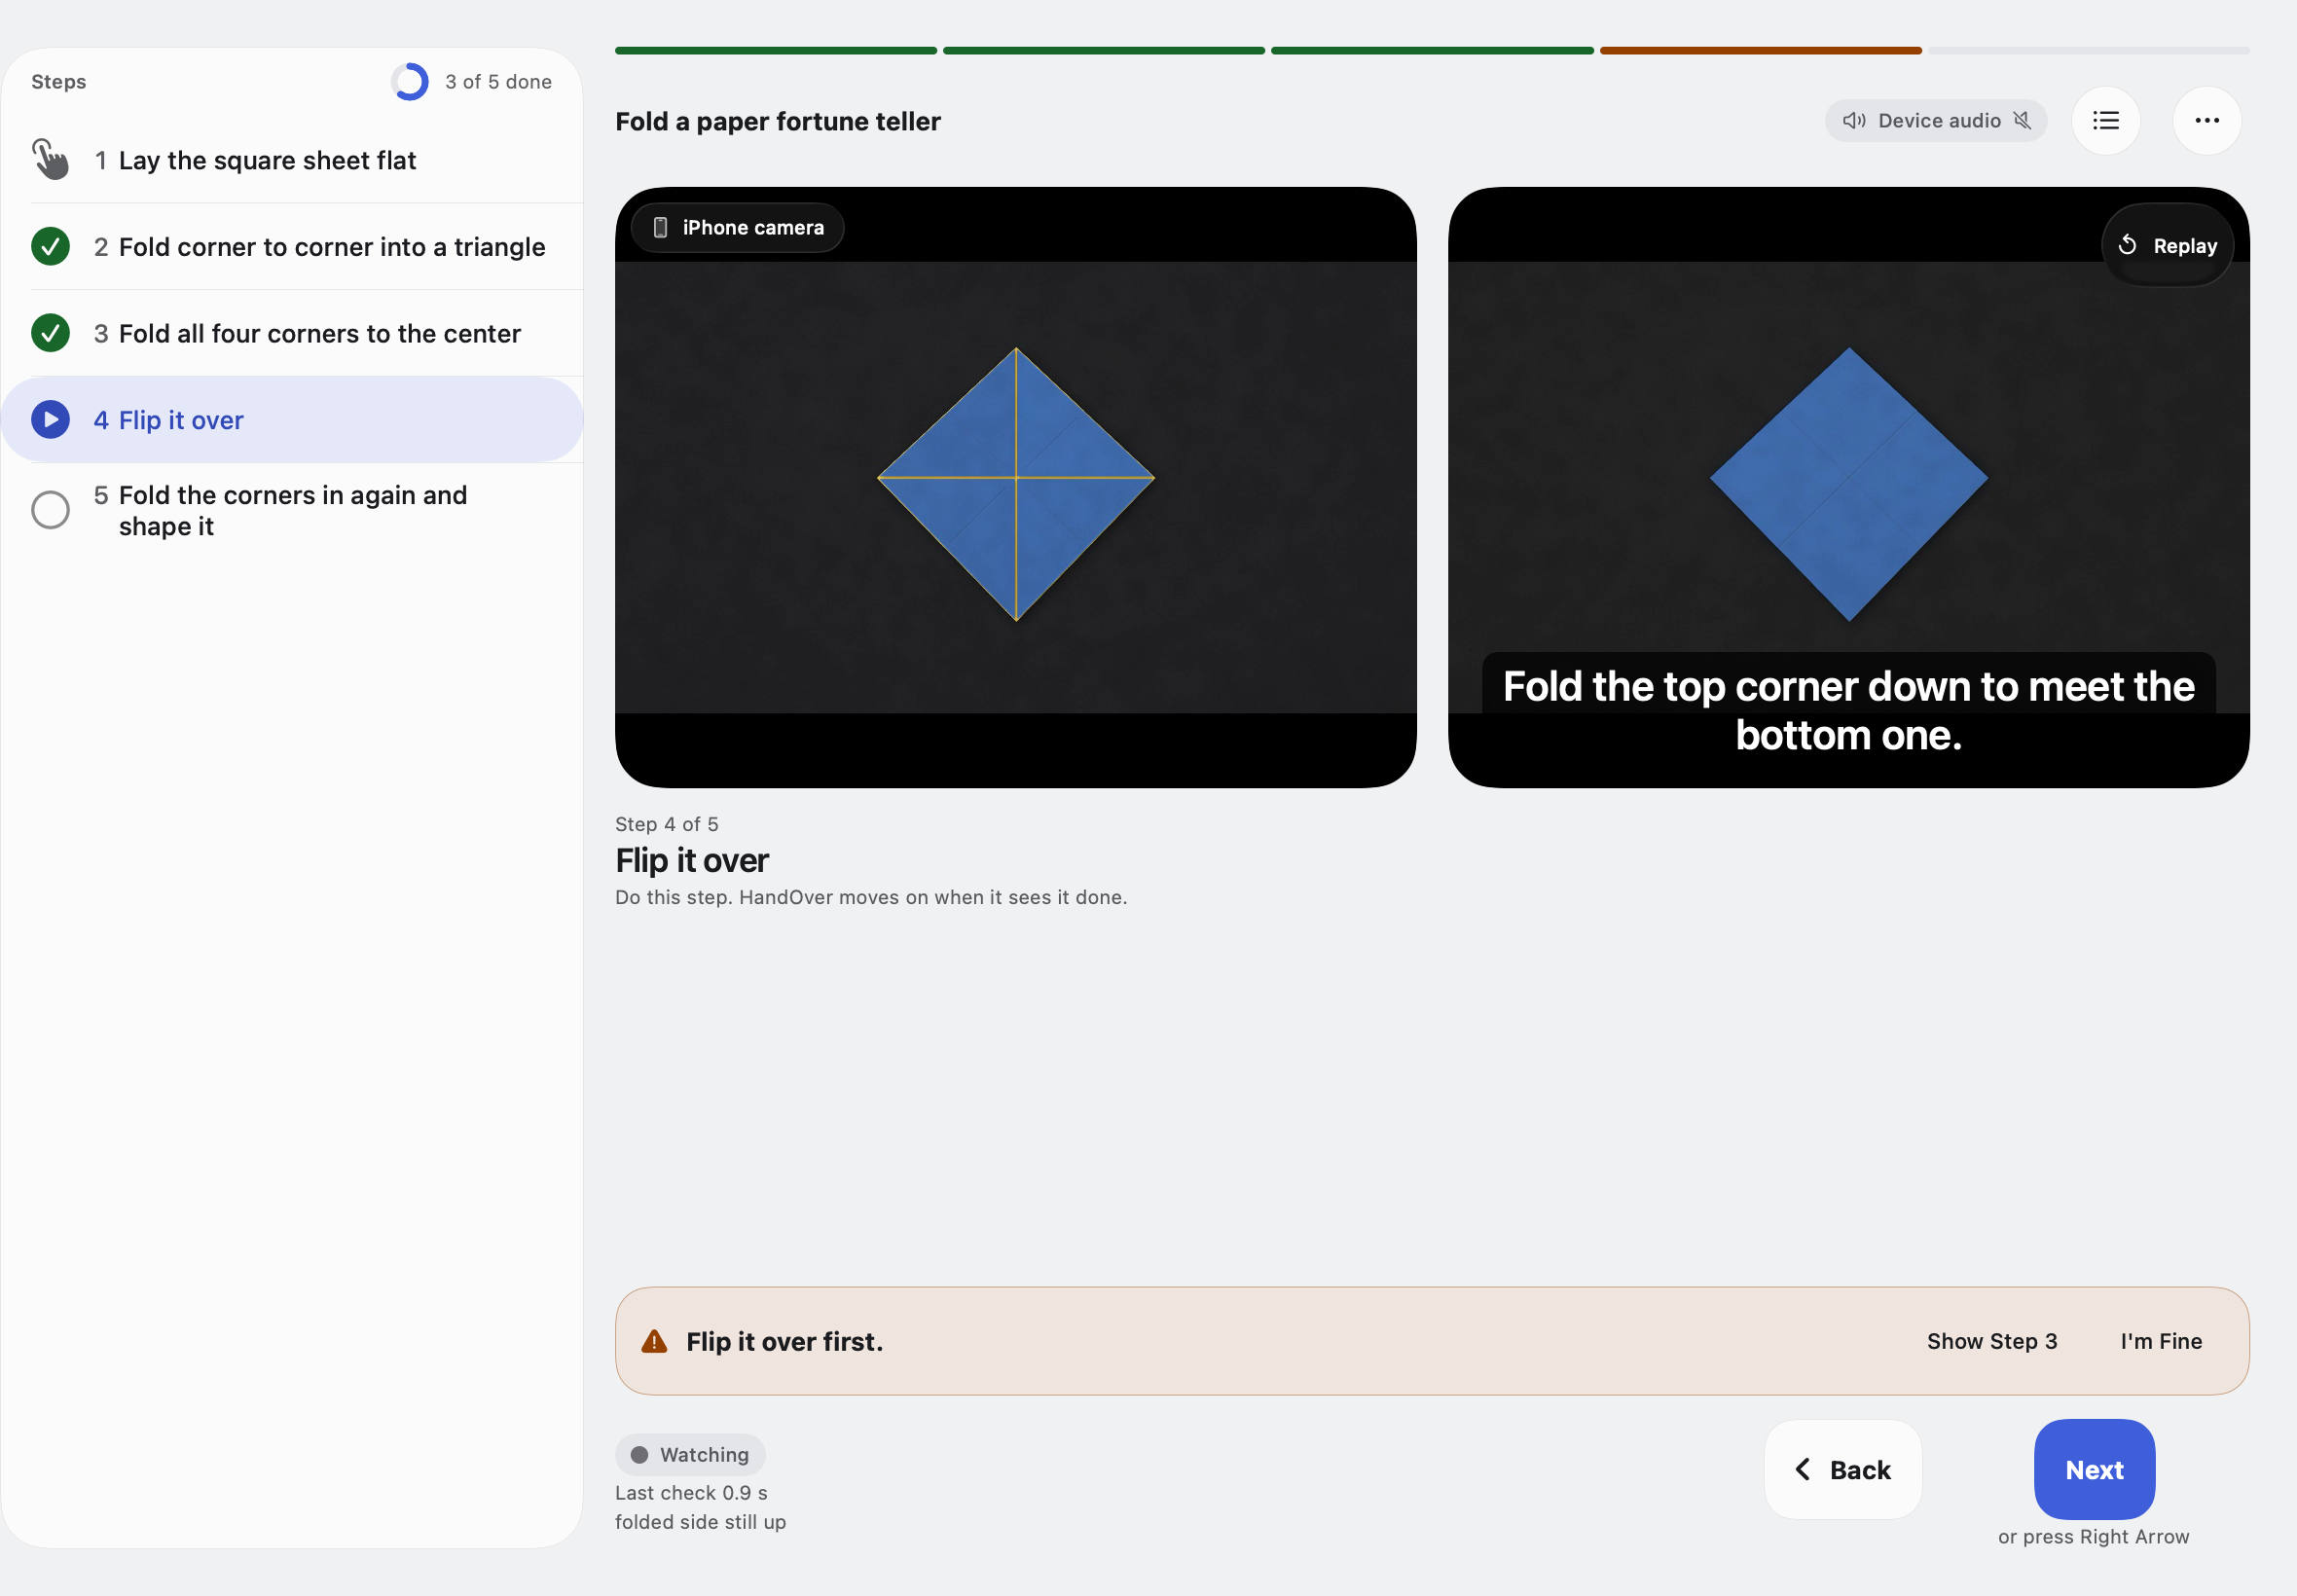 Steps
3 of 5 done
1 Lay the square sheet flat
2 Fold corner to corner into a triangle
3 Fold all four corners to the center
4 Flip it over
5 Fold the corners in again and
shape it
Fold a paper fortune teller
Device audio
iPhone camera
Replay
Fold the top corner down to meet the
bottom one.
Step 4 of 5
Flip it over
Do this step. HandOver moves on when it sees it done.
Flip it over first.
Show Step 3
I'm Fine
Watching
Last check 0.9 s
folded side still up
Back
Next
or press Right Arrow